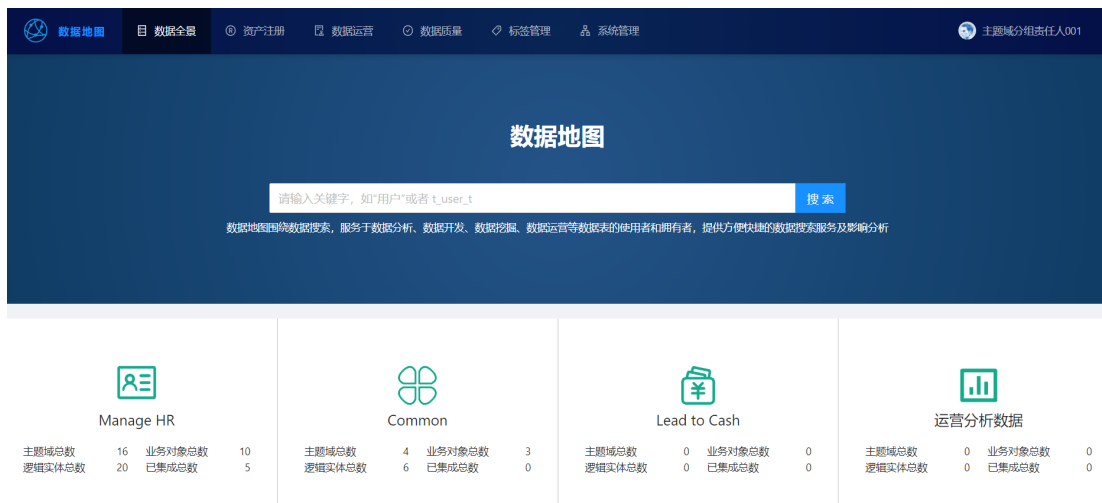 数据地图 数据全景 资产注册 数据运营 数据质量 标签管理 系统管理 主题域分组责任人001
数据地图
请输入关键字，如“用户”或者 t_user_t 搜 索
数据地图围绕数据搜索，服务于数据分析、数据开发、数据挖掘、数据运营等数据表的使用者和拥有者，提供方便快捷的数据搜索服务及影响分析
Manage HR Common Lead to Cash 运营分析数据
主题域总数 16 业务对象总数 10 主题域总数 4 业务对象总数 3 主题域总数 0 业务对象总数 0 主题域总数 0 业务对象总数 0
逻辑实体总数 20 已集成总数 5 逻辑实体总数 6 已集成总数 0 逻辑实体总数 0 已集成总数 0 逻辑实体总数 0 已集成总数 0